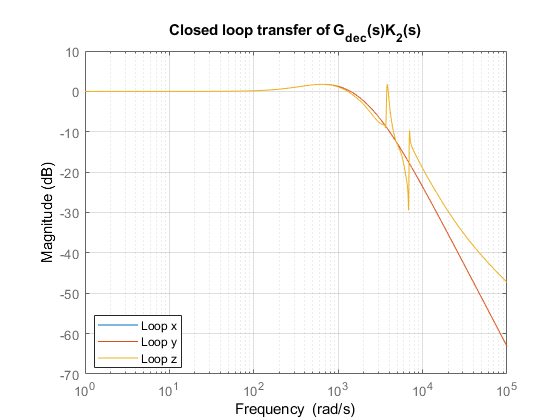 Closed loop transfer of G_dec(s)K_2(s)
Magnitude (dB)
10
0
-10
-20
-30
-40
-50
-60
-70
Loop x
Loop y
Loop z
10^0 10^1 10^2 10^3 10^4 10^5
Frequency (rad/s)